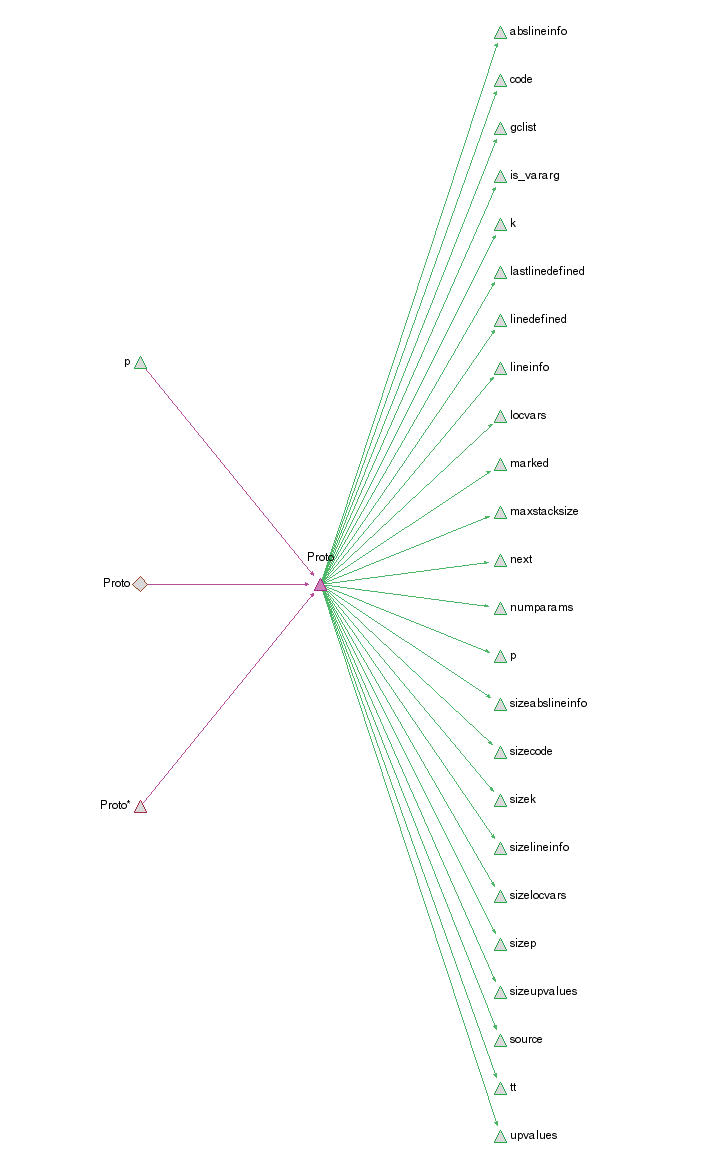 abslineinfo
code
gclist
is_vararg
k
lastlinedefined
linedefined
lineinfo
p
locvars
marked
maxstacksize
Proto
next
Proto
numparams
p
sizeabslineinfo
sizecode
sizek
Proto*
sizelineinfo
sizelocvars
sizep
sizeupvalues
source
tt
upvalues